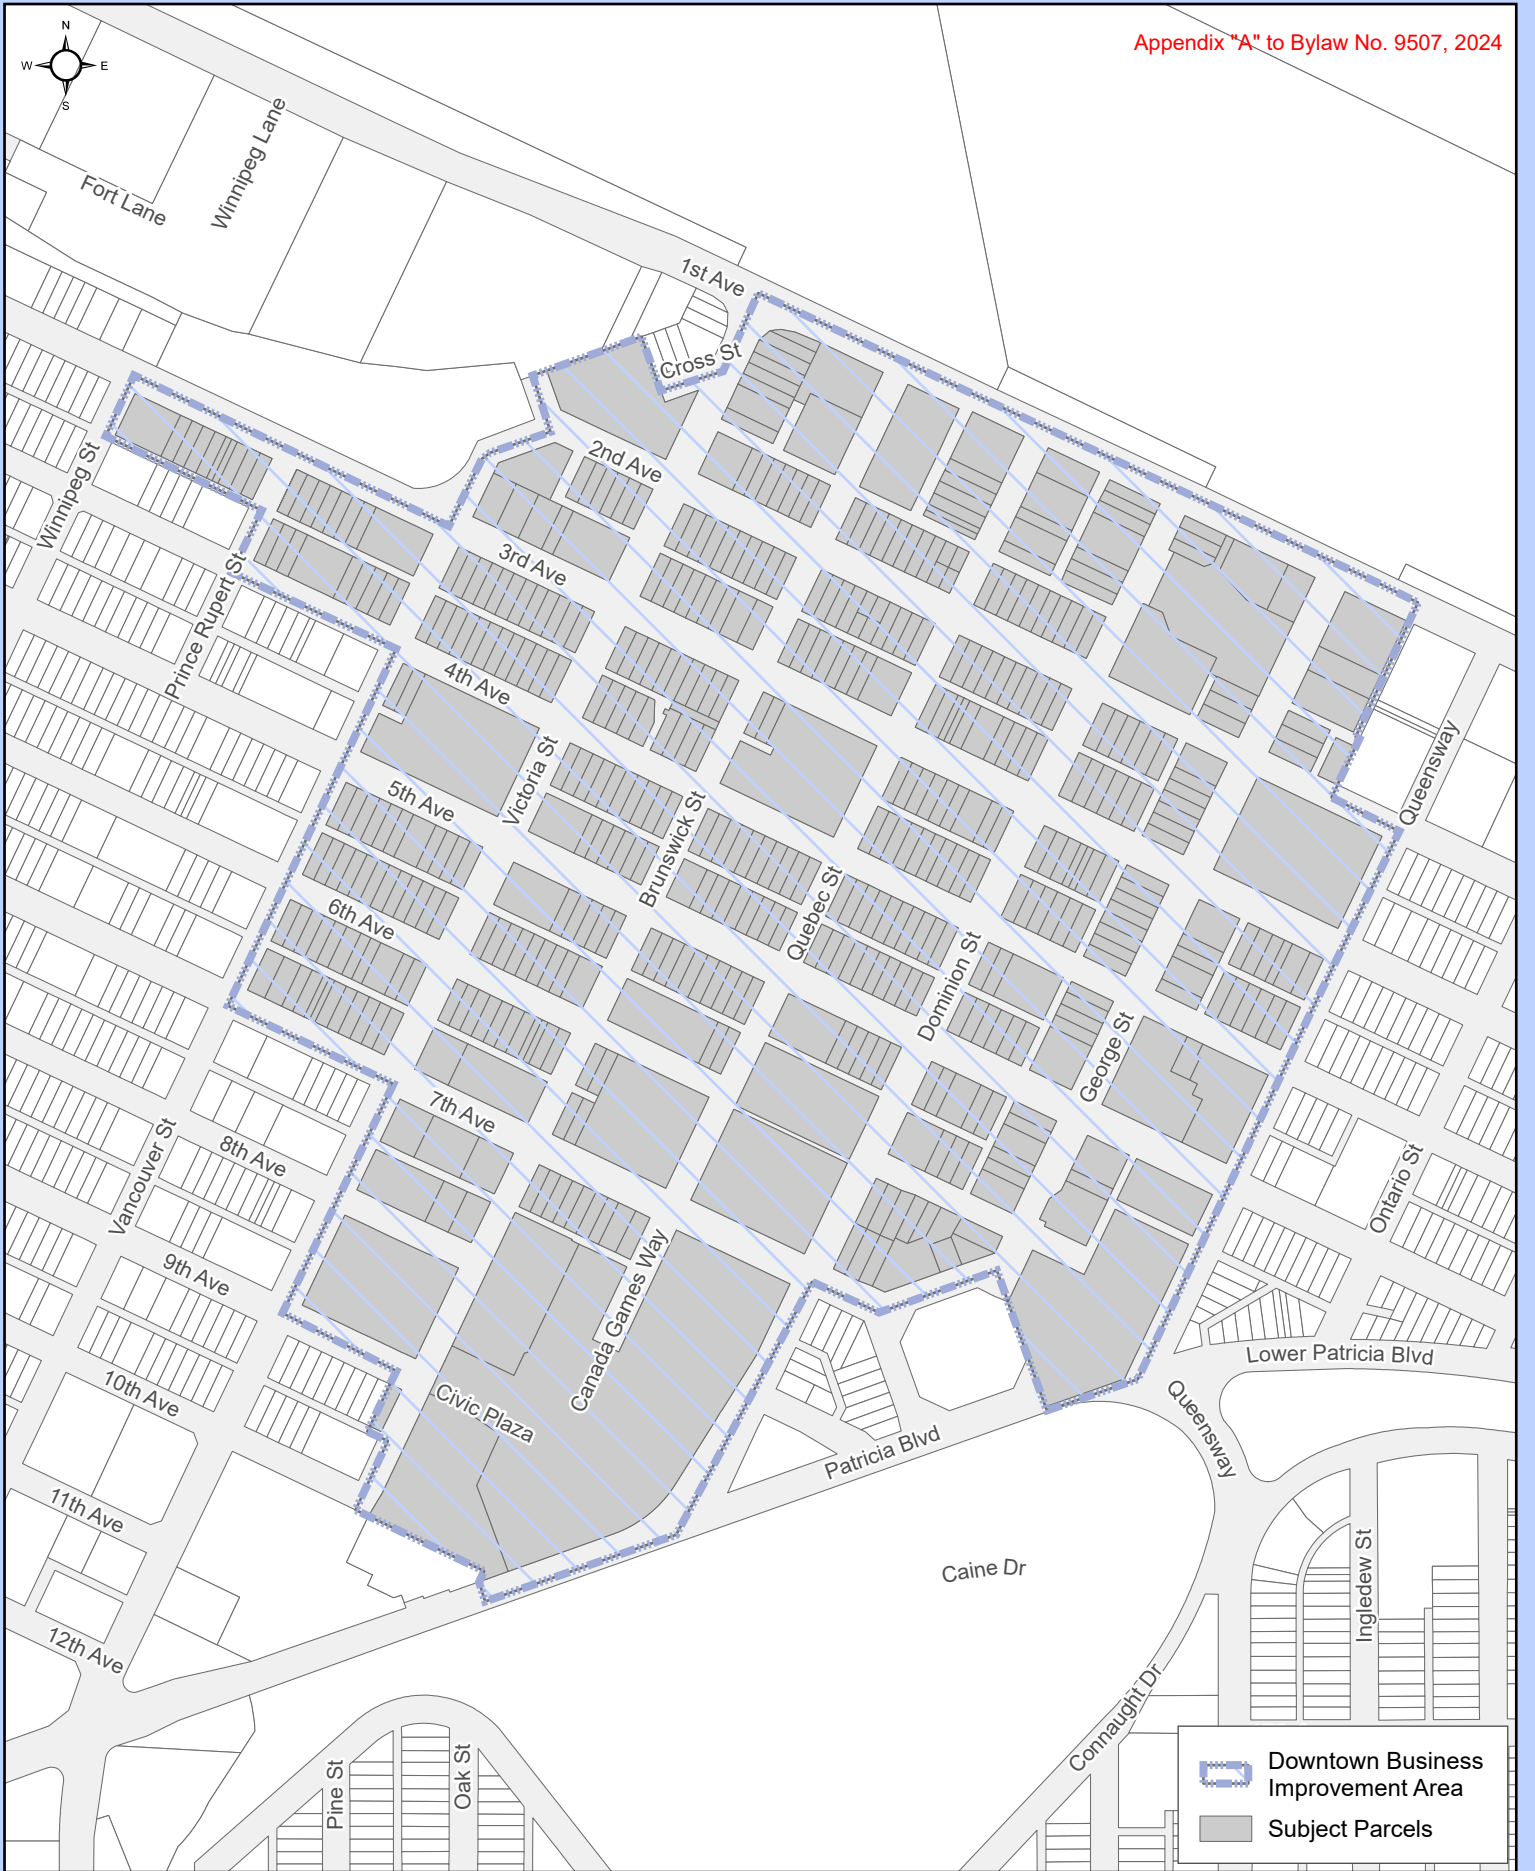 Appendix "A" to Bylaw No. 9507, 2024
N
W
E
S
Winnipeg Lane
Fort Lane
1st Ave
Cross St
2nd Ave
Winnipeg St
3rd Ave
Prince Rupert St
4th Ave
Victoria St
Queensway
5th Ave
Brunswick St
Quebec St
6th Ave
Dominion St
George St
7th Ave
8th Ave
Vancouver St
Ontario St
9th Ave
Canada Games Way
Lower Patricia Blvd
10th Ave
Civic Plaza
Queensway
Patricia Blvd
11th Ave
Caine Dr
Ingledew St
12th Ave
Connaught Dr
Pine St
Oak St
Downtown Business
Improvement Area
Subject Parcels